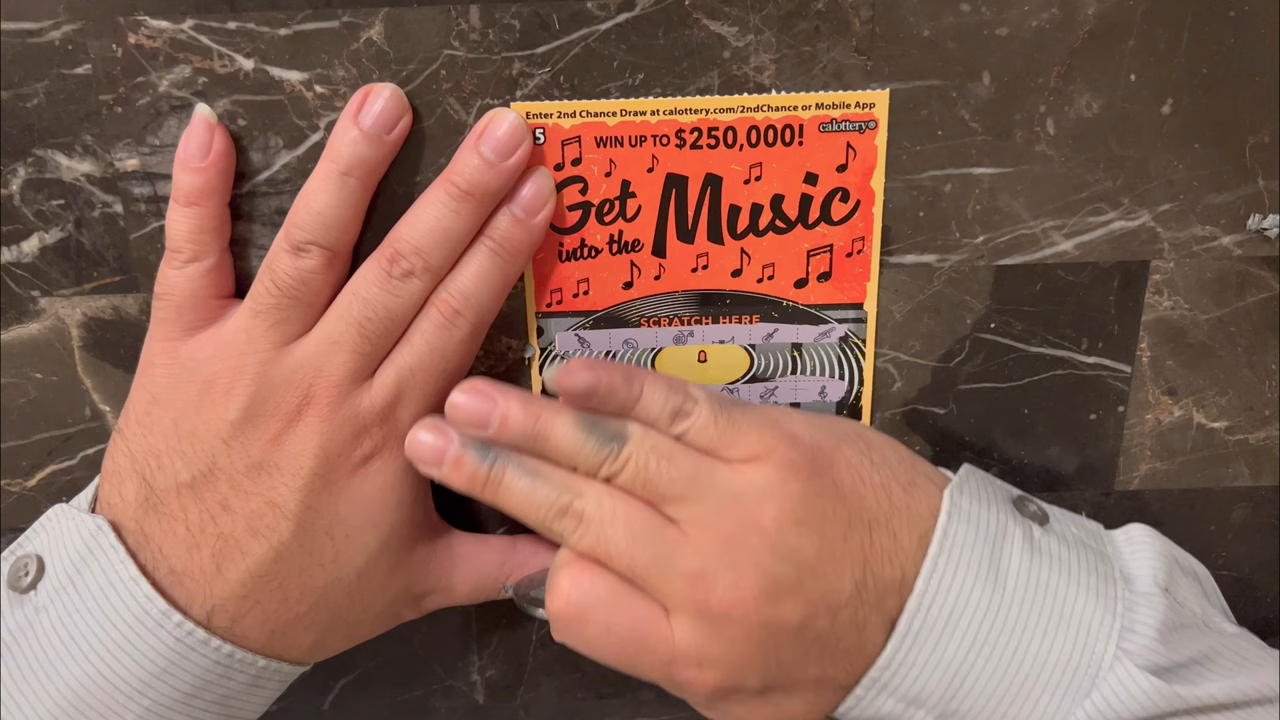 Enter 2nd Chance Draw at calottery.com/2ndChance or Mobile App
5
WIN UP TO $250,000!
calottery®
Get
into the
Music
SCRATCH HERE